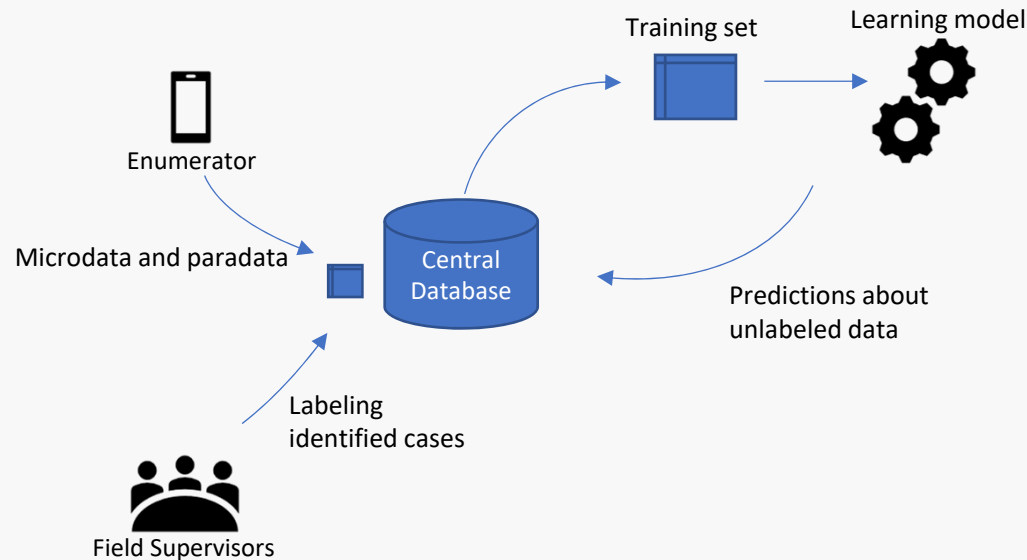 Training set
Learning model
Enumerator
Microdata and paradata
Central
Database
Predictions about
unlabeled data
Labeling
identified cases
Field Supervisors